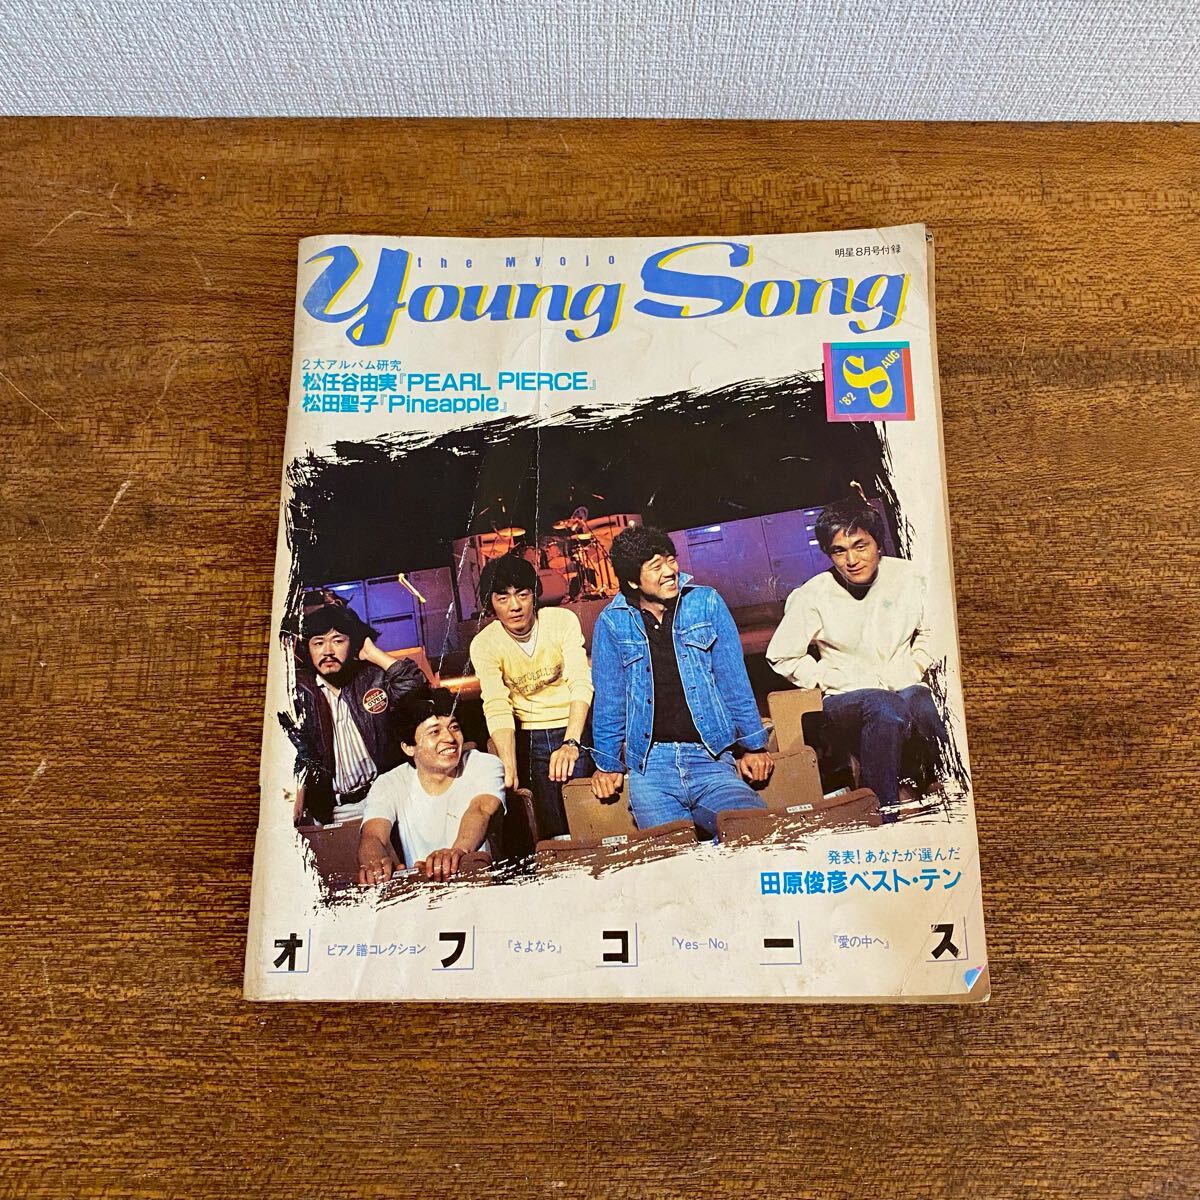 the Myojo
明星8月号付録
Young Song
AUG
S
'82
2大アルバム研究
松任谷由実『PEARL PIERCE』
松田聖子『Pineapple』
発表!あなたが選んだ
田原俊彦ベスト・テン
オ ピアノ譜コレクション フ 『さよなら』 コ 『Yes-No』 ー 『愛の中へ』 ス